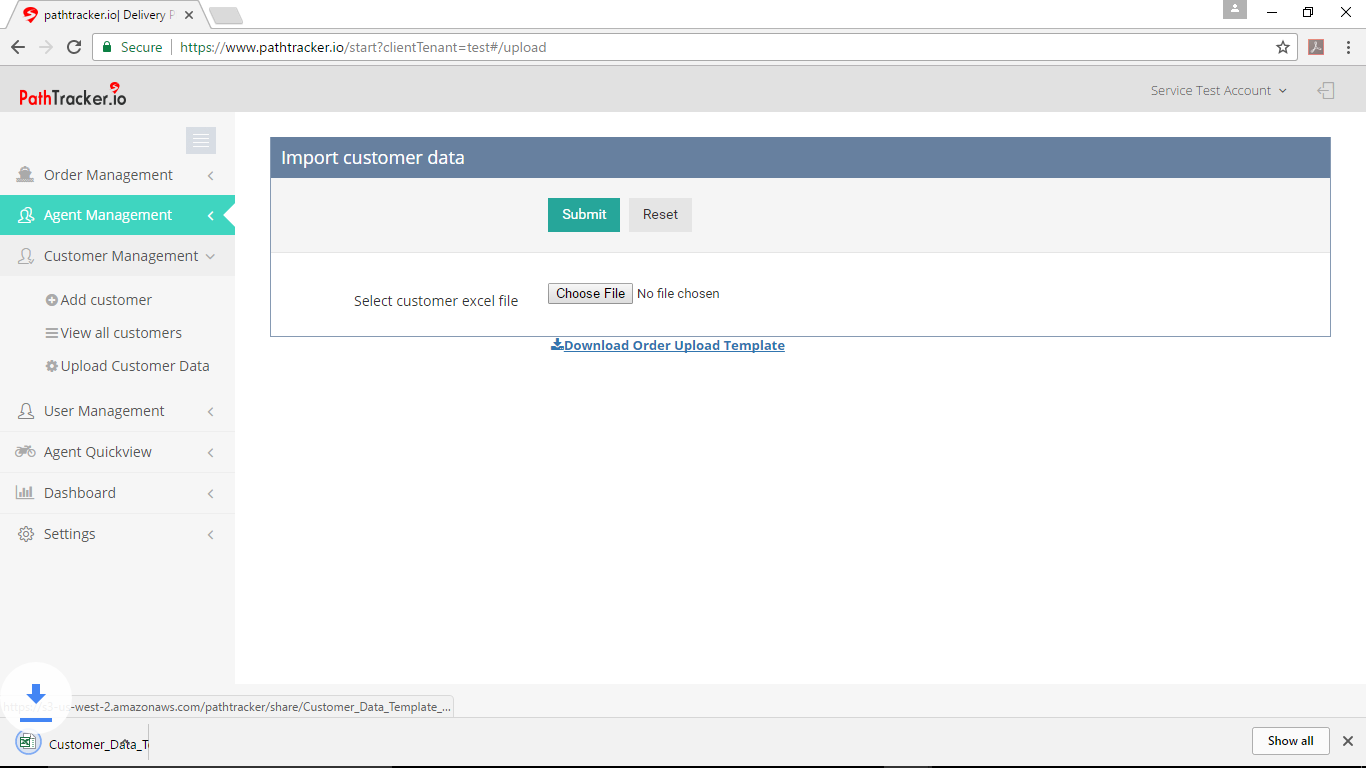 pathtracker.io| Delivery P
Secure
https://www.pathtracker.io/start?clientTenant=test#/upload
PathTracker.io
Service Test Account
Order Management
Agent Management
Customer Management
Add customer
View all customers
Upload Customer Data
User Management
Agent Quickview
Dashboard
Settings
Import customer data
Submit Reset
Select customer excel file
Choose File No file chosen
Download Order Upload Template
https://s3-us-west-2.amazonaws.com/pathtracker/share/Customer_Data_Template_...
Customer_Data_Te
Show all